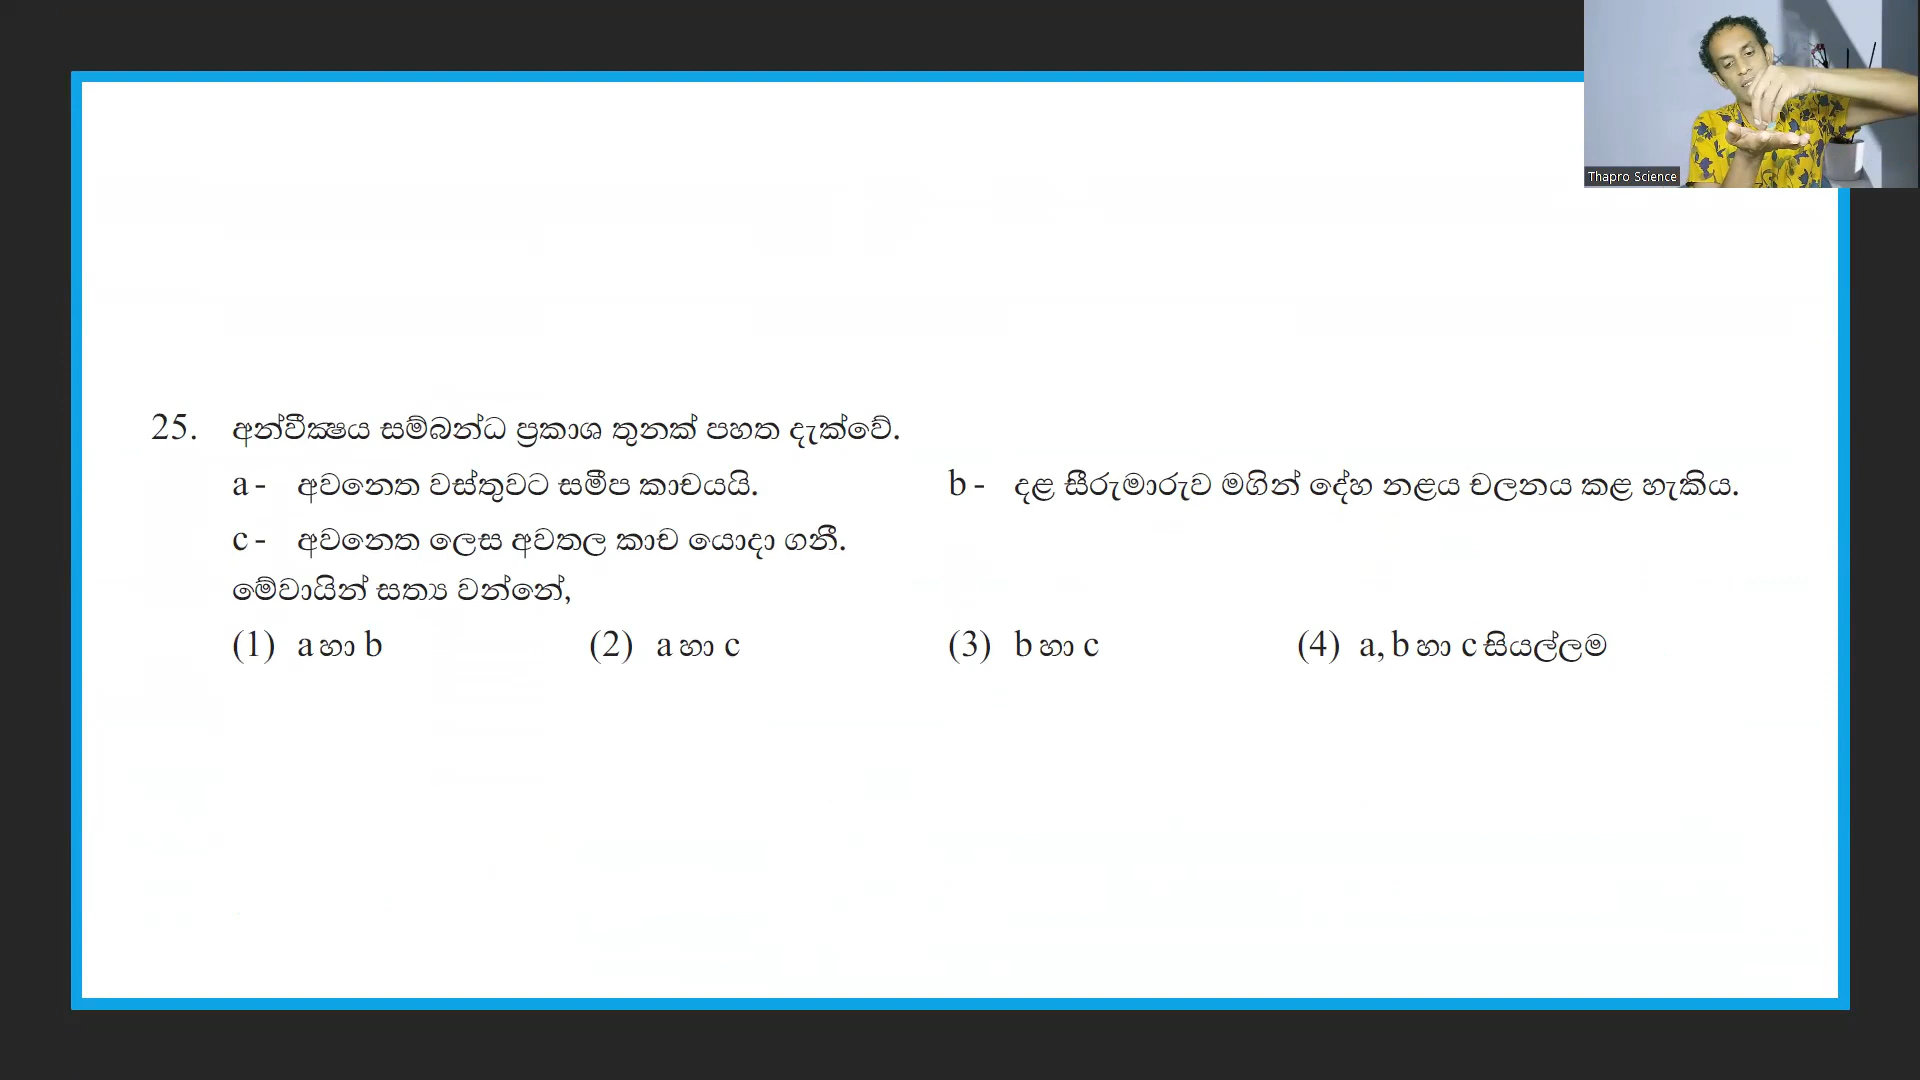 Thapro Science
25. අන්වීක්‍ෂය සම්බන්ධ ප්‍රකාශ තුනක් පහත දැක්වේ.
a - අවනෙත වස්තුවට සමීප කාචයයි. b - දළ සීරුමාරුව මගින් දේහ නළය චලනය කළ හැකිය.
c - අවනෙත ලෙස අවතල කාච යොදා ගනී.
මේවායින් සත්‍ය වන්නේ,
(1) a හා b (2) a හා c (3) b හා c (4) a, b හා c සියල්ලම